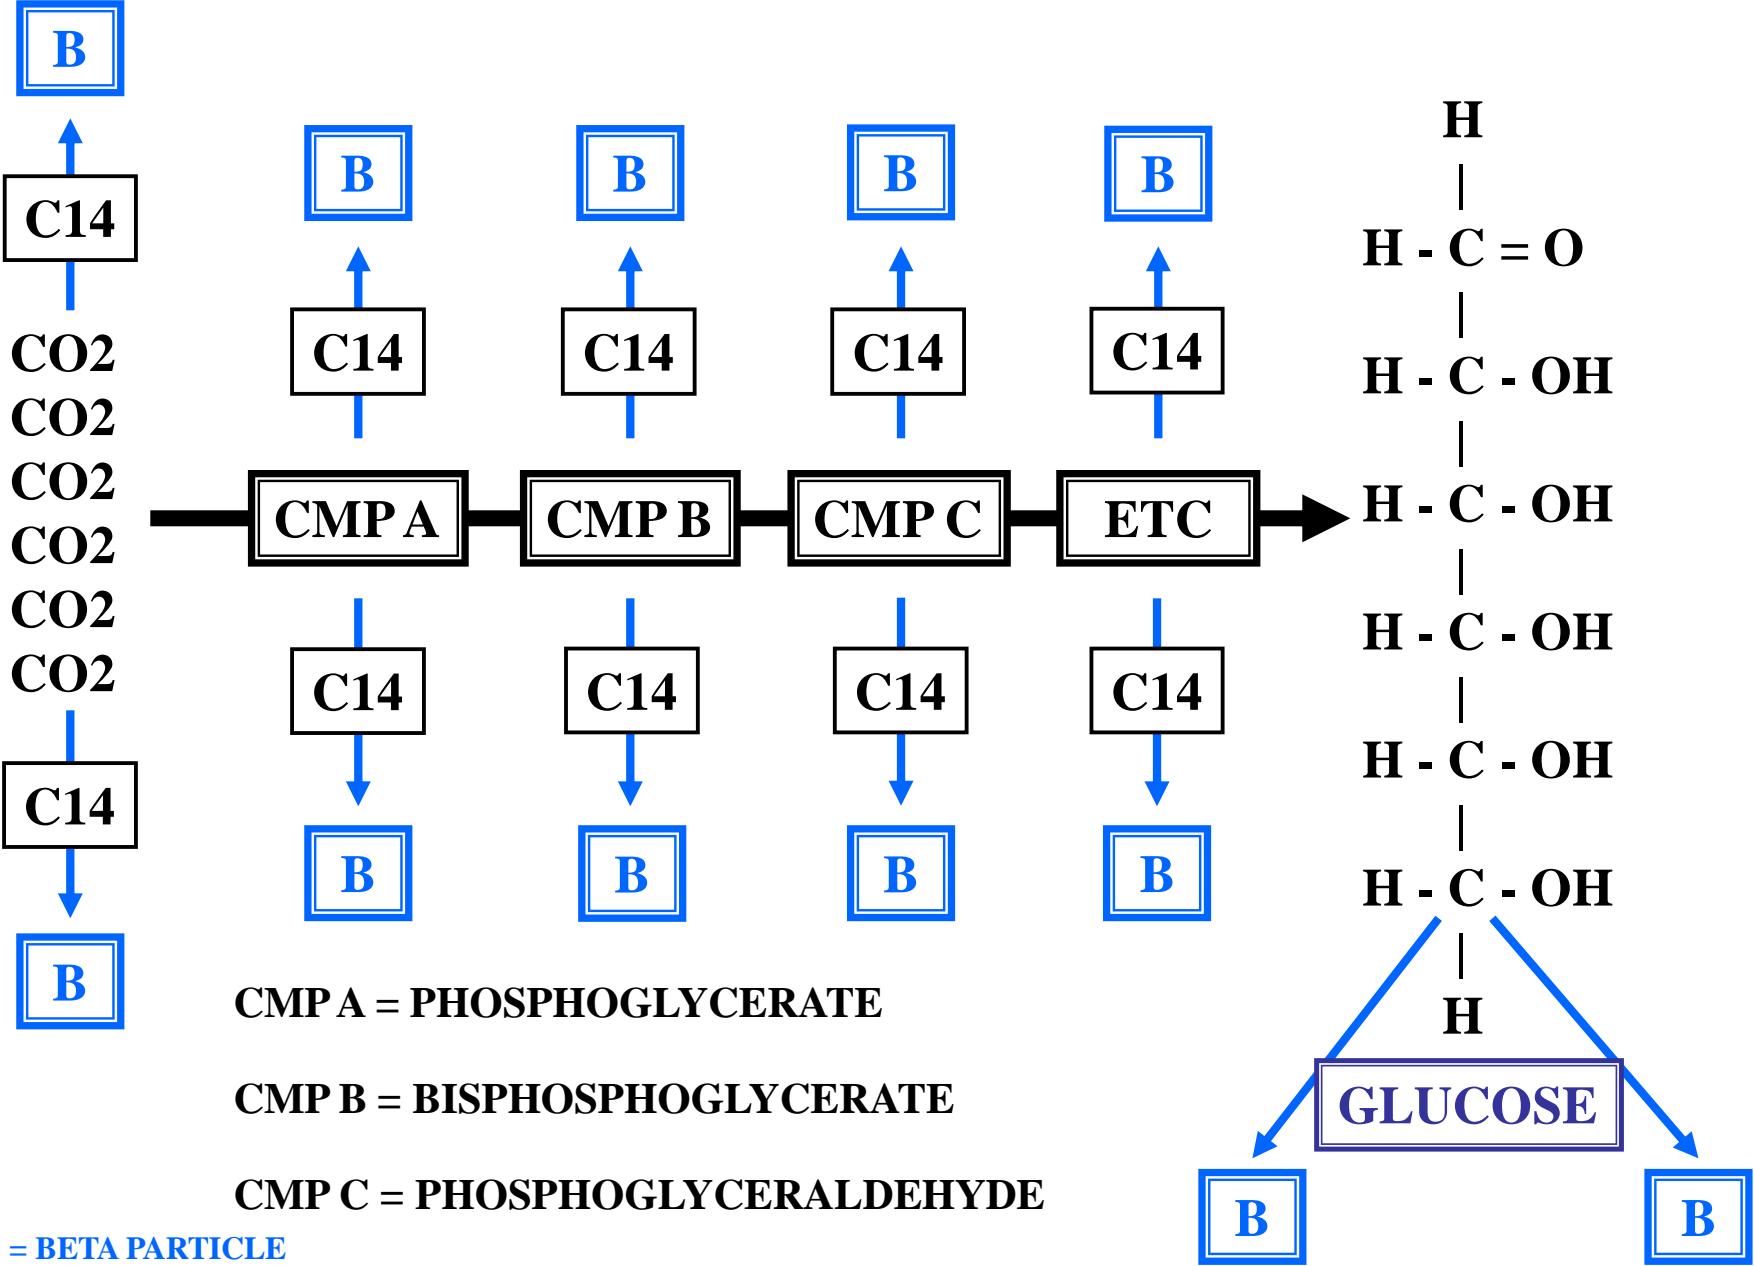 B
C14
CO2
CO2
CO2
CO2
CO2
CO2
C14
B
B
B
B
B
C14
C14
C14
C14
CMP A
CMP B
CMP C
ETC
C14
C14
C14
C14
B
B
B
B
H
H - C = O
H - C - OH
H - C - OH
H - C - OH
H - C - OH
H - C - OH
H
GLUCOSE
B
B
CMP A = PHOSPHOGLYCERATE
CMP B = BISPHOSPHOGLYCERATE
CMP C = PHOSPHOGLYCERALDEHYDE
= BETA PARTICLE